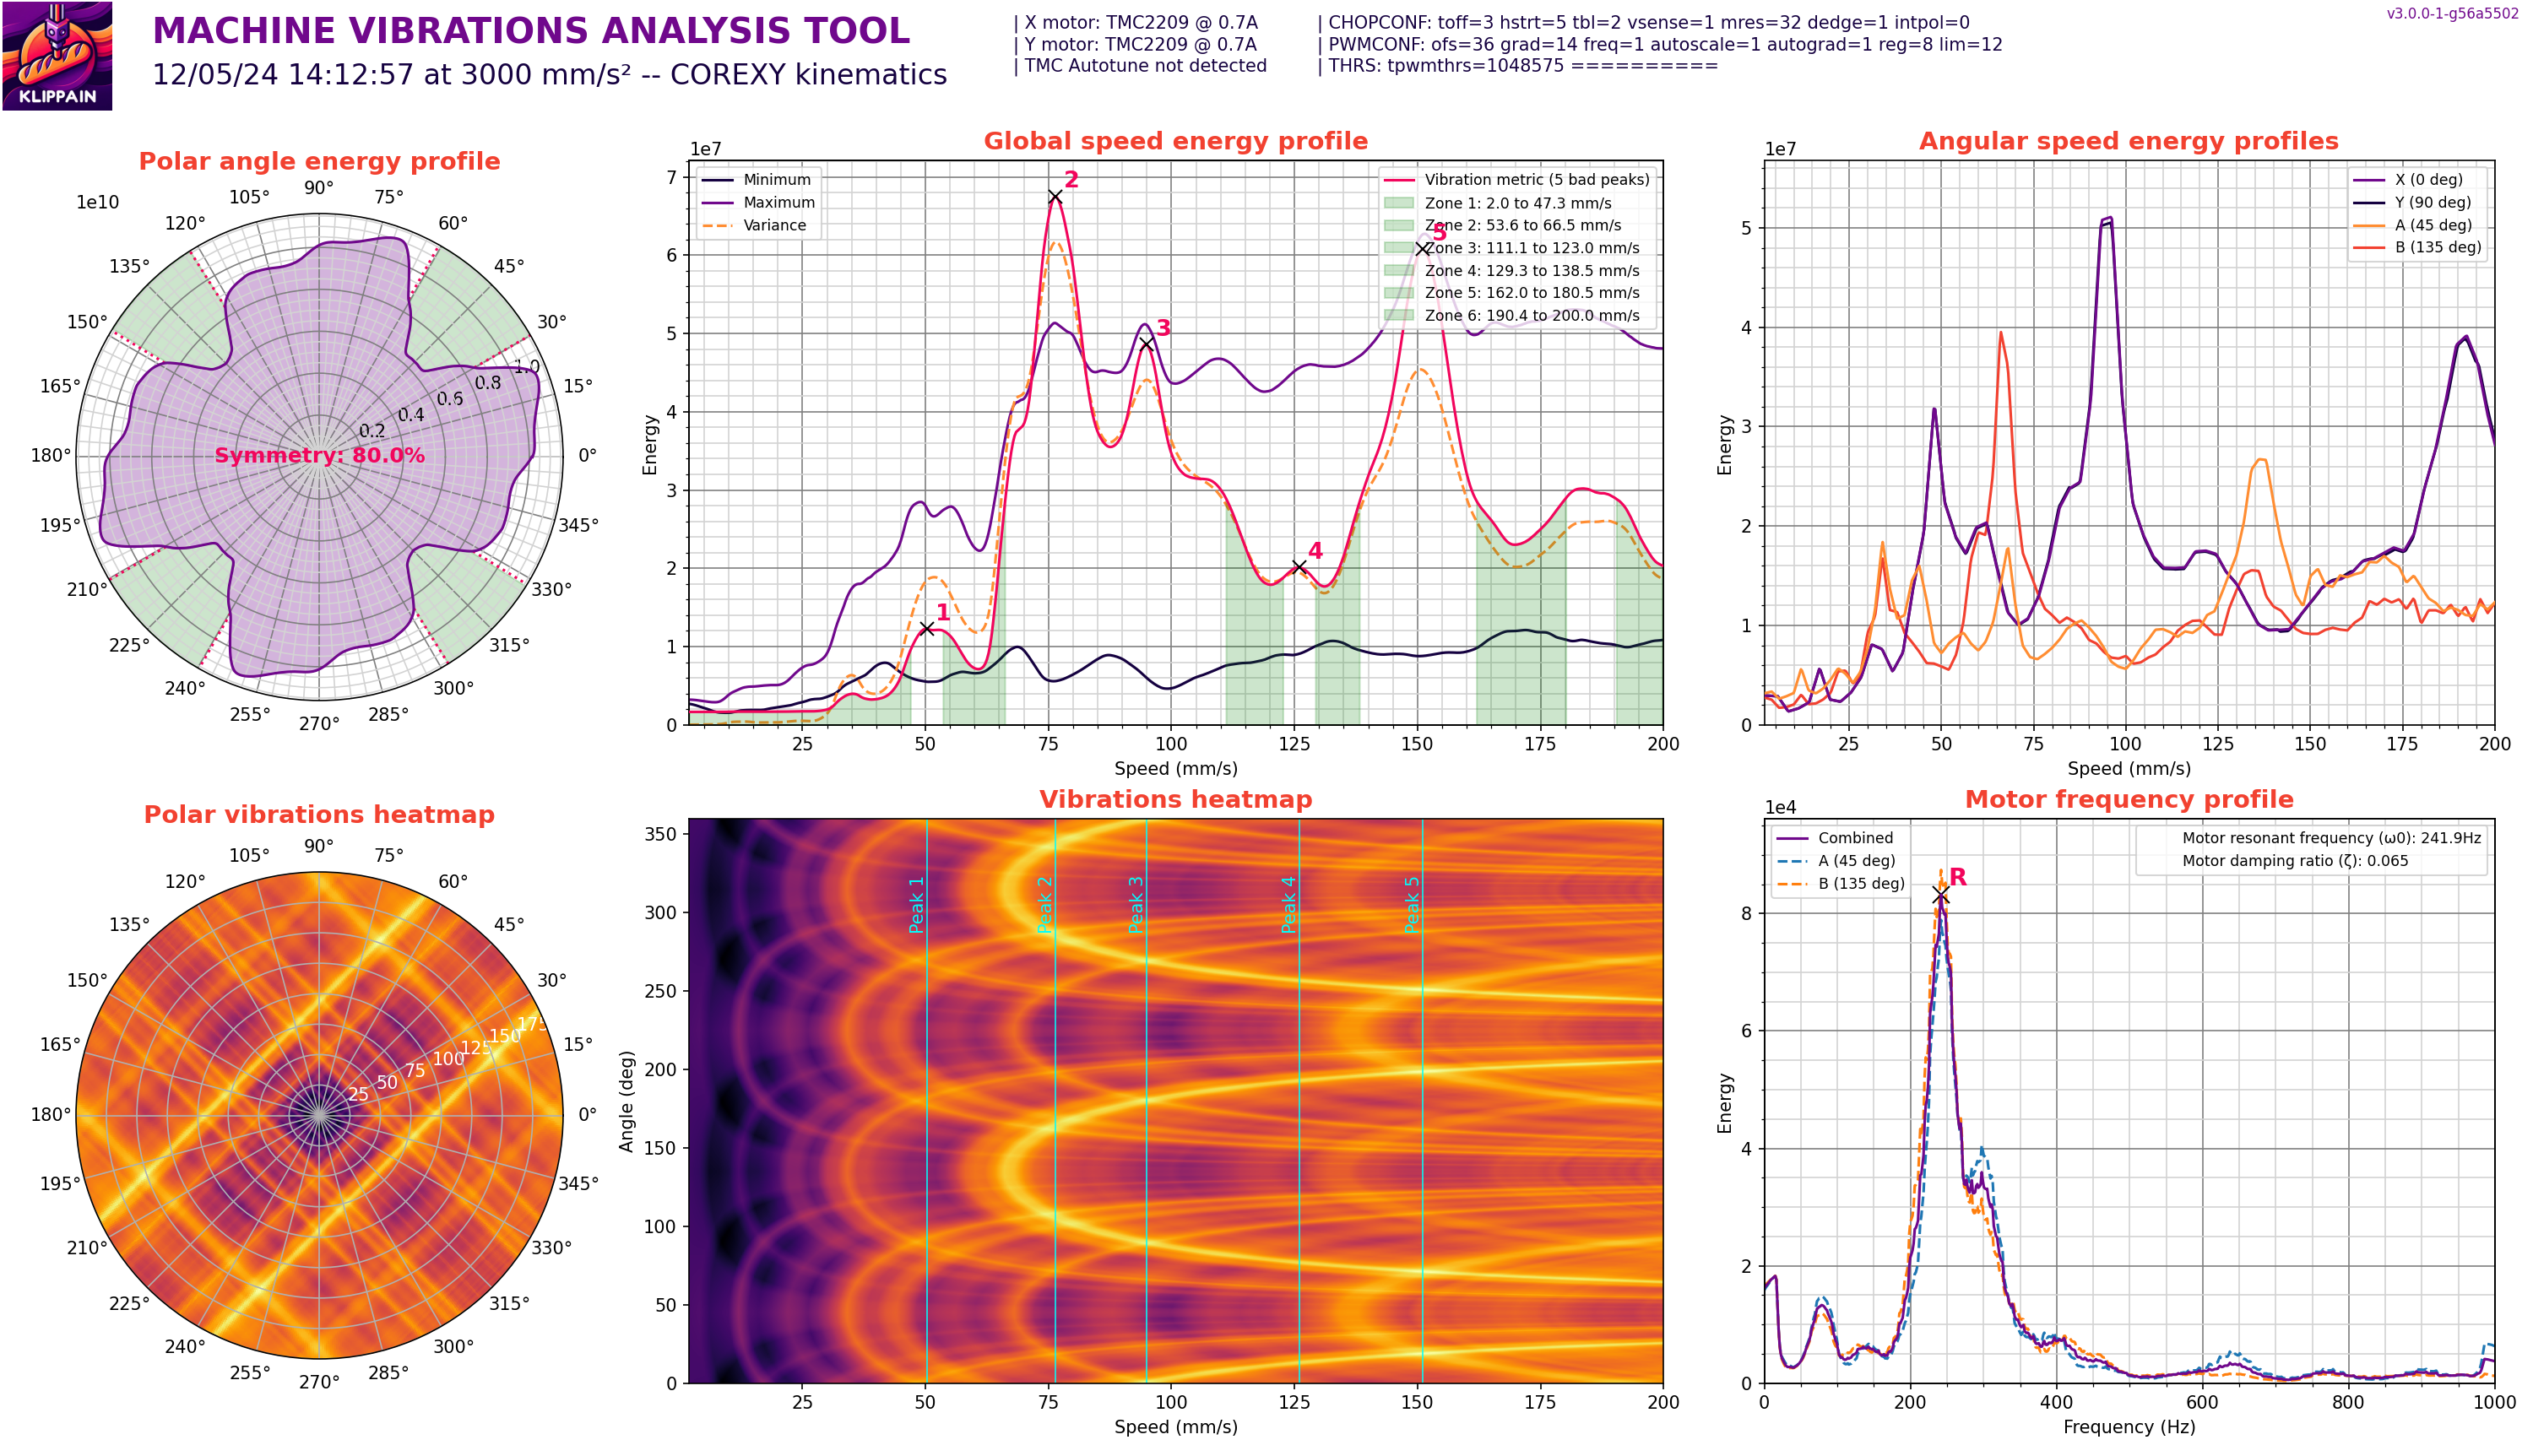 KLIPPAIN
MACHINE VIBRATIONS ANALYSIS TOOL
12/05/24 14:12:57 at 3000 mm/s² -- COREXY kinematics
| X motor: TMC2209 @ 0.7A
| Y motor: TMC2209 @ 0.7A
| TMC Autotune not detected
| CHOPCONF: toff=3 hstrt=5 tbl=2 vsense=1 mres=32 dedge=1 intpol=0
| PWMCONF: ofs=36 grad=14 freq=1 autoscale=1 autograd=1 reg=8 lim=12
| THRS: tpwmthrs=1048575 ==========
v3.0.0-1-g56a5502
Polar angle energy profile
1e10
0°
15°
30°
45°
60°
75°
90°
105°
120°
135°
150°
165°
180°
195°
210°
225°
240°
255°
270°
285°
300°
315°
330°
345°
0.2
0.4
0.6
0.8
1.0
Symmetry: 80.0%
Global speed energy profile
1e7
Minimum
Maximum
Variance
Vibration metric (5 bad peaks)
Zone 1: 2.0 to 47.3 mm/s
Zone 2: 53.6 to 66.5 mm/s
Zone 3: 111.1 to 123.0 mm/s
Zone 4: 129.3 to 138.5 mm/s
Zone 5: 162.0 to 180.5 mm/s
Zone 6: 190.4 to 200.0 mm/s
1
2
3
4
5
Energy
0
1
2
3
4
5
6
7
25
50
75
100
125
150
175
200
Speed (mm/s)
Angular speed energy profiles
1e7
X (0 deg)
Y (90 deg)
A (45 deg)
B (135 deg)
Energy
0
1
2
3
4
5
25
50
75
100
125
150
175
200
Speed (mm/s)
Polar vibrations heatmap
0°
15°
30°
45°
60°
75°
90°
105°
120°
135°
150°
165°
180°
195°
210°
225°
240°
255°
270°
285°
300°
315°
330°
345°
25
50
75
100
125
150
175
Vibrations heatmap
Peak 1
Peak 2
Peak 3
Peak 4
Peak 5
Angle (deg)
0
50
100
150
200
250
300
350
25
50
75
100
125
150
175
200
Speed (mm/s)
Motor frequency profile
1e4
Combined
A (45 deg)
B (135 deg)
Motor resonant frequency (ω0): 241.9Hz
Motor damping ratio (ζ): 0.065
R
Energy
0
2
4
6
8
0
200
400
600
800
1000
Frequency (Hz)